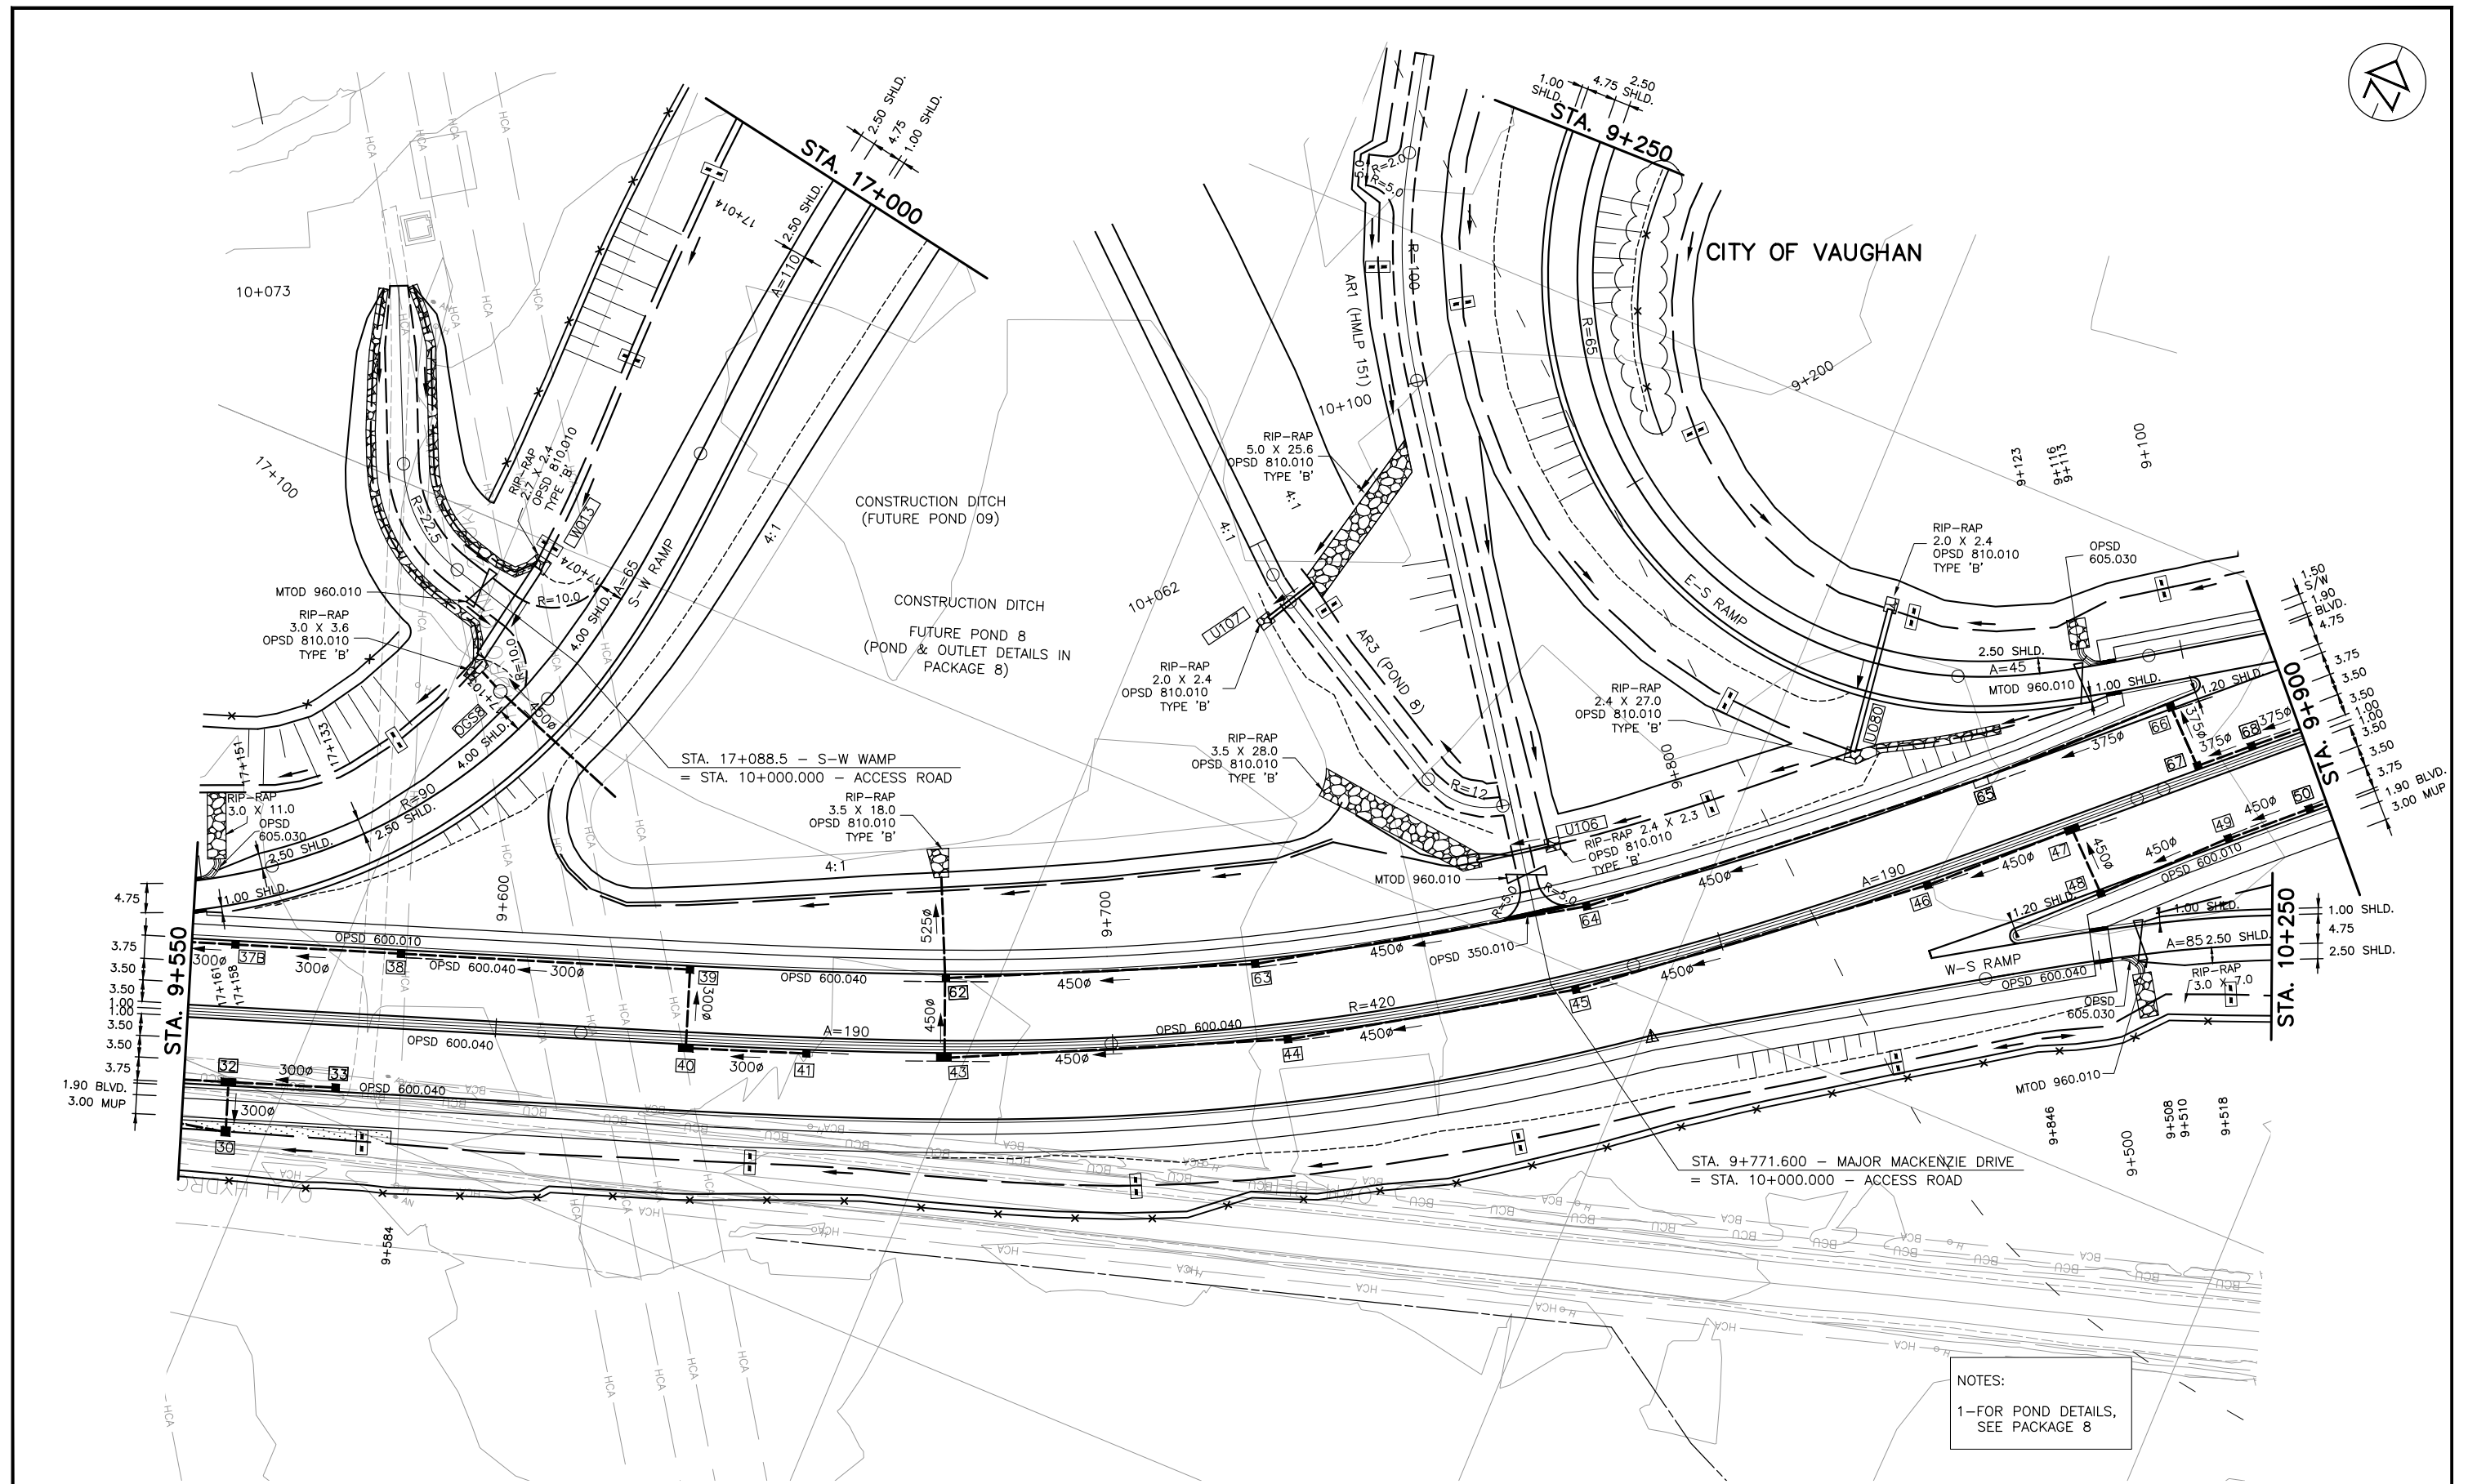 2.50 SHLD.
4.75
1.00 SHLD.
STA. 17+000
17+014
2.50 SHLD.
A=110
1.00
SHLD.
4.75
2.50
SHLD.
STA. 9+250
5.0
R=2.0
R=5.0
R=100
AR1 (HMLP 151)
R=65
CITY OF VAUGHAN
10+073
HCA
HCA
HCA
HCA
HCA
17+100
R=22.5
RIP-RAP
2.7 X 2.4
OPSD 810.010
TYPE 'B'
W013
17+074
R=10.0
MTOD 960.010
RIP-RAP
3.0 X 3.6
OPSD 810.010
TYPE 'B'
R=10.0
17+103
OGS8
450ø
4.00 SHLD.
4.00 SHLD.
A=65
S-W RAMP
4:1
CONSTRUCTION DITCH
(FUTURE POND 09)
CONSTRUCTION DITCH
FUTURE POND 8
(POND & OUTLET DETAILS IN
PACKAGE 8)
10+100
RIP-RAP
5.0 X 25.6
OPSD 810.010
TYPE 'B'
4:1
4:1
10+062
U107
RIP-RAP
2.0 X 2.4
OPSD 810.010
TYPE 'B'
AR3 (POND 8)
RIP-RAP
3.5 X 28.0
OPSD 810.010
TYPE 'B'
R=12
9+200
9+123
9+116
9+113
9+100
RIP-RAP
2.0 X 2.4
OPSD 810.010
TYPE 'B'
OPSD
605.030
E-S RAMP
RIP-RAP
2.4 X 27.0
OPSD 810.010
TYPE 'B'
U080
9+800
2.50 SHLD.
A=45
MTOD 960.010
1.00 SHLD.
1.20 SHLD.
1.50
S/W
1.90
BLVD.
4.75
3.75
3.50
3.50
1.00
1.00
3.50
3.50
3.75
1.90 BLVD.
3.00 MUP
STA. 9+900
375ø
375ø
375ø
375ø
66
67
68
65
50
49
47
48
46
450ø
450ø
450ø
450ø
OPSD 600.010
A=190
1.20 SHLD.
STA. 17+088.5 - S-W WAMP
= STA. 10+000.000 - ACCESS ROAD
RIP-RAP
3.5 X 18.0
OPSD 810.010
TYPE 'B'
4:1
17+151
17+133
RIP-RAP
3.0 X 11.0
OPSD
605.030
R=90
2.50 SHLD.
2.50 SHLD.
1.00 SHLD.
9+600
9+700
U106
RIP-RAP 2.4 X 2.3
OPSD 810.010
TYPE 'B'
MTOD 960.010
R=5.0
R=5.0
64
450ø
450ø
OPSD 350.010
450ø
4.75
3.75
3.50
3.50
1.00
1.00
3.50
3.50
3.75
1.90 BLVD.
3.00 MUP
STA. 9+550
OPSD 600.010
300ø
37B
300ø
38
OPSD 600.040
300ø
39
OPSD 600.040
17+161
17+158
525ø
62
450ø
63
300ø
450ø
OPSD 600.040
A=190
OPSD 600.040
R=420
45
40
300ø
41
43
450ø
44
450ø
32
300ø
33
OPSD 600.040
300ø
30
9+584
1.00 SHLD.
A=85
2.50 SHLD.
W-S RAMP
OPSD 600.040
RIP-RAP
3.0 X 7.0
OPSD
605.030
STA. 10+250
1.00 SHLD.
4.75
2.50 SHLD.
MTOD 960.010
9+846
9+500
9+508
9+510
9+518
STA. 9+771.600 - MAJOR MACKENZIE DRIVE
= STA. 10+000.000 - ACCESS ROAD
O/H HYDRO
BCU
BCA
BCU
BCA
HCA
HCA
NOTES:
1-FOR POND DETAILS,
SEE PACKAGE 8